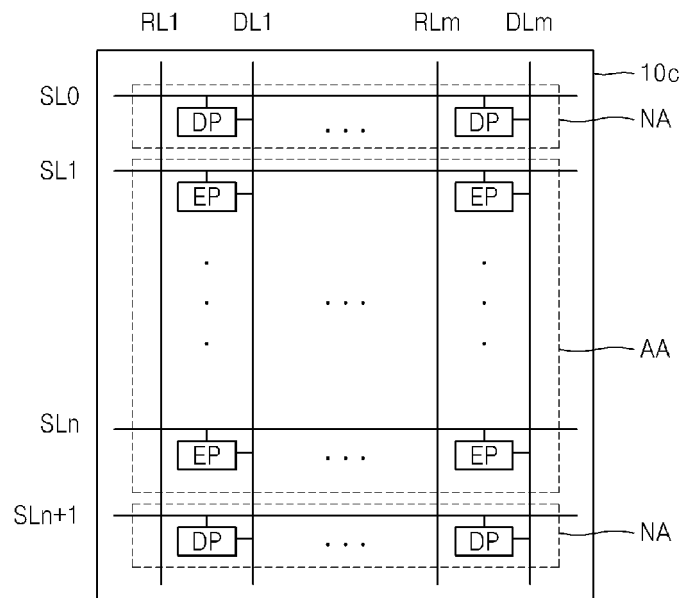 RL1 DL1 RLm DLm
10c
SL0
DP ... DP
NA
SL1
EP EP
...
AA
SLn
EP ... EP
SLn+1
DP ... DP
NA